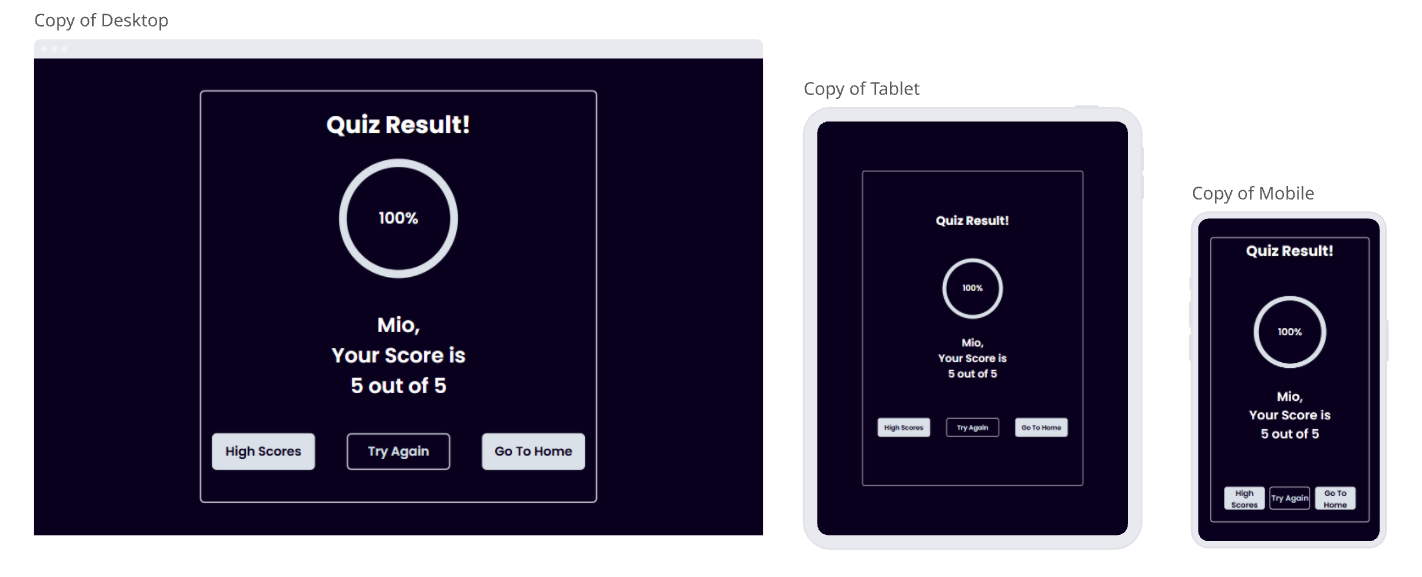 Copy of Desktop
Quiz Result!
100%
Mio,
Your Score is
5 out of 5
High Scores
Try Again
Go To Home
Copy of Tablet
Quiz Result!
100%
Mio,
Your Score is
5 out of 5
High Scores
Try Again
Go To Home
Copy of Mobile
Quiz Result!
100%
Mio,
Your Score is
5 out of 5
High
Scores
Try Again
Go To
Home